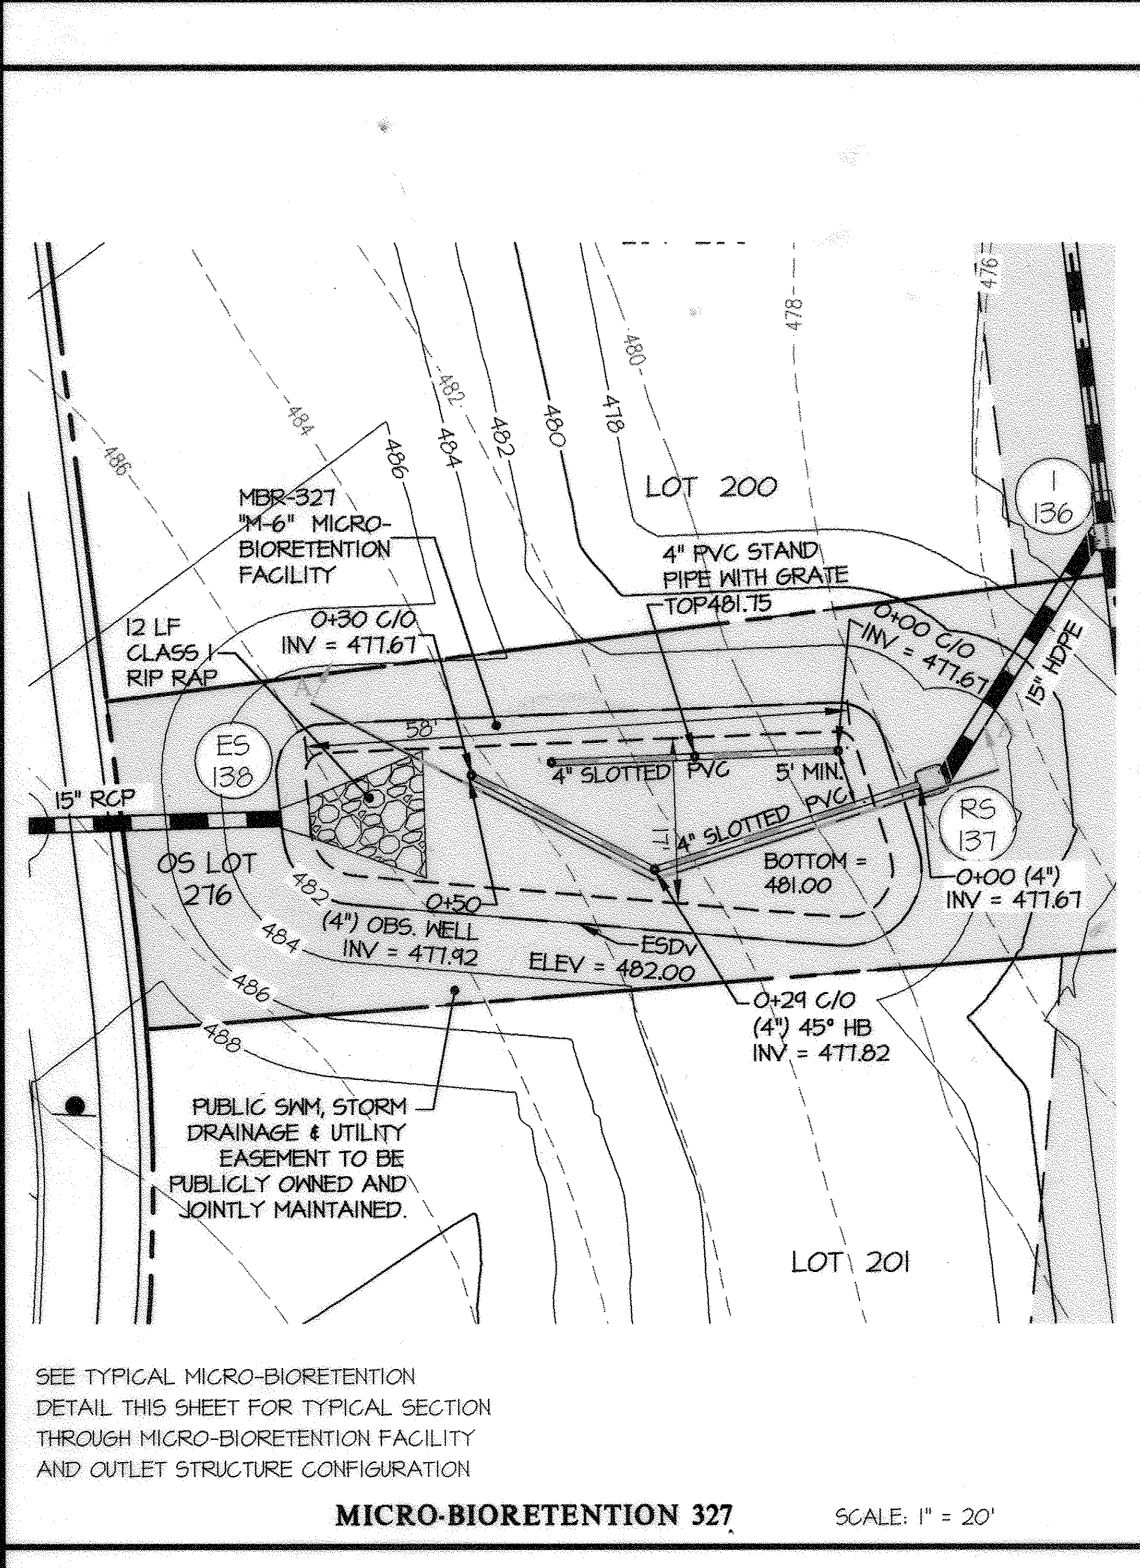 476
478
480
482
484
486
486
484
482
480
478
LOT 200
I
136
MBR-327
"M-6" MICRO-
BIORETENTION
FACILITY
4" PVC STAND
PIPE WITH GRATE
TOP481.75
0+30 C/O
INV = 477.67
12 LF
CLASS I
RIP RAP
0+00 C/O
INV = 477.67
15" HDPE
A
ES
138
58'
4" SLOTTED PVC
5' MIN.
15" RCP
17'
4" SLOTTED PVC
RS
137
OS LOT
276
BOTTOM =
481.00
0+00 (4")
INV = 477.67
482
484
486
488
0+50
(4") OBS. WELL
INV = 477.92
ESDv
ELEV = 482.00
0+29 C/O
(4") 45° HB
INV = 477.82
PUBLIC SWM, STORM
DRAINAGE & UTILITY
EASEMENT TO BE
PUBLICLY OWNED AND
JOINTLY MAINTAINED.
LOT 201
SEE TYPICAL MICRO-BIORETENTION
DETAIL THIS SHEET FOR TYPICAL SECTION
THROUGH MICRO-BIORETENTION FACILITY
AND OUTLET STRUCTURE CONFIGURATION
MICRO-BIORETENTION 327
SCALE: 1" = 20'